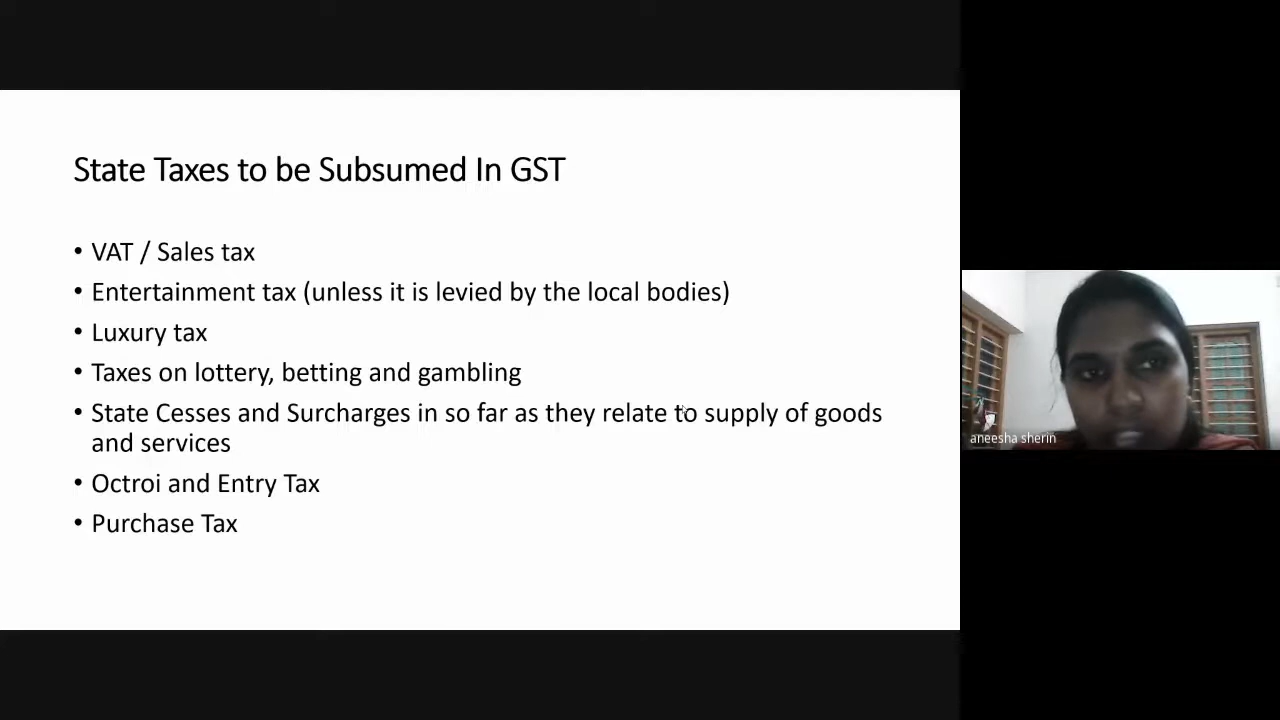 State Taxes to be Subsumed In GST
• VAT / Sales tax
• Entertainment tax (unless it is levied by the local bodies)
• Luxury tax
• Taxes on lottery, betting and gambling
• State Cesses and Surcharges in so far as they relate to supply of goods
and services
• Octroi and Entry Tax
• Purchase Tax
aneesha sherin